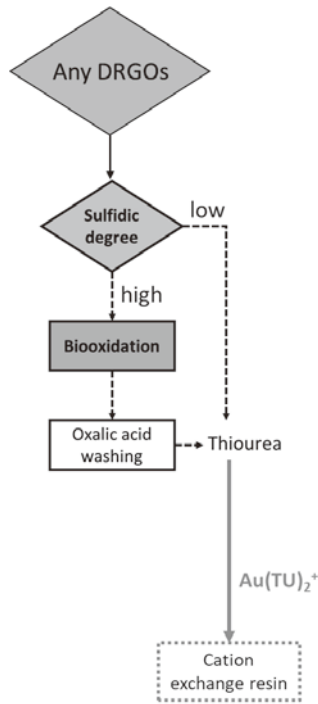 Any DRGOs
Sulfidic
degree
low
high
Biooxidation
Oxalic acid
washing
Thiourea
Au(TU)₂⁺
Cation
exchange resin